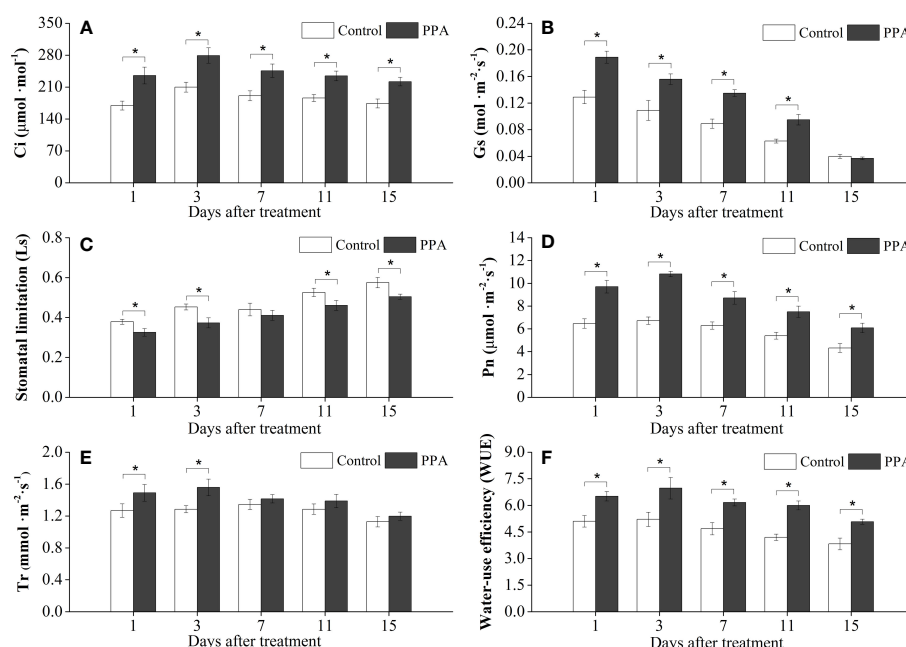 A
Control PPA
Ci (μmol ·mol⁻¹)
350
280
210
140
70
0
* * * * *
1 3 7 11 15
Days after treatment
B
Control PPA
Gs (mol ·m⁻²·s⁻¹)
0.24
0.20
0.16
0.12
0.08
0.04
0.00
* * * *
1 3 7 11 15
Days after treatment
C
Control PPA
Stomatal limitation (Ls)
0.8
0.6
0.4
0.2
0.0
* * * *
1 3 7 11 15
Days after treatment
D
Control PPA
Pn (μmol ·m⁻²·s⁻¹)
14
12
10
8
6
4
2
0
* * * * *
1 3 7 11 15
Days after treatment
E
Control PPA
Tr (mmol ·m⁻²·s⁻¹)
2.0
1.6
1.2
0.8
0.4
0.0
* *
1 3 7 11 15
Days after treatment
F
Control PPA
Water-use efficiency (WUE)
9.0
7.5
6.0
4.5
3.0
1.5
0.0
* * * * *
1 3 7 11 15
Days after treatment